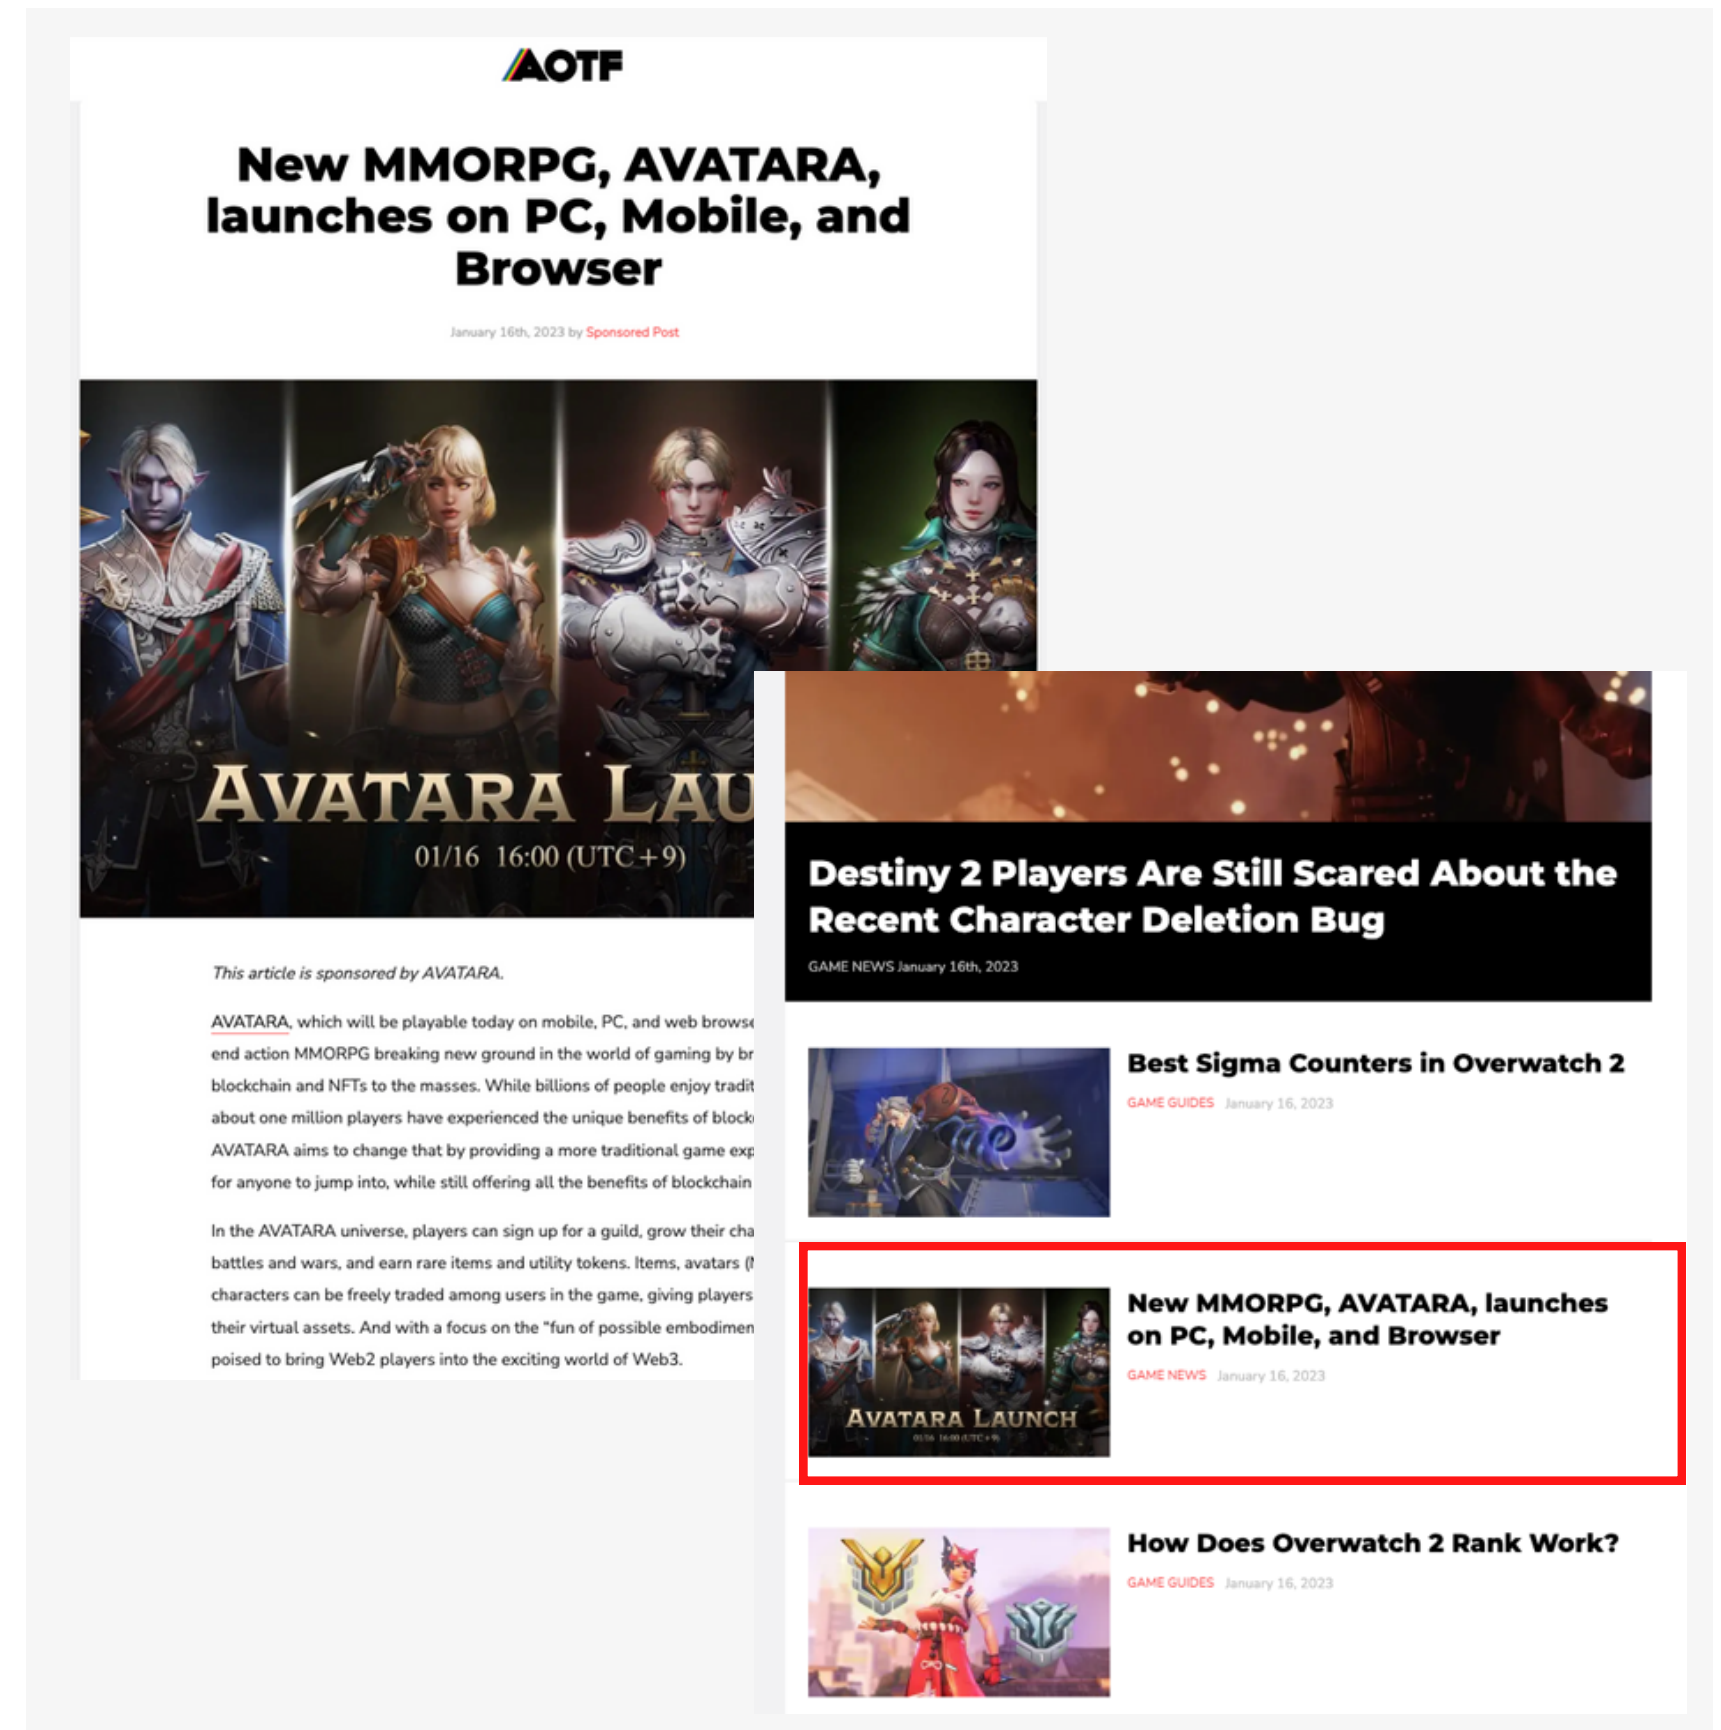 AOTF
New MMORPG, AVATARA,
launches on PC, Mobile, and
Browser
January 16th, 2023 by Sponsored Post
AVATARA LAU
01/16 16:00 (UTC+9)
This article is sponsored by AVATARA.
AVATARA, which will be playable today on mobile, PC, and web browse
end action MMORPG breaking new ground in the world of gaming by br
blockchain and NFTs to the masses. While billions of people enjoy tradit
about one million players have experienced the unique benefits of block
AVATARA aims to change that by providing a more traditional game exp
for anyone to jump into, while still offering all the benefits of blockchain
In the AVATARA universe, players can sign up for a guild, grow their cha
battles and wars, and earn rare items and utility tokens. Items, avatars (
characters can be freely traded among users in the game, giving players
their virtual assets. And with a focus on the "fun of possible embodimen
poised to bring Web2 players into the exciting world of Web3.
Destiny 2 Players Are Still Scared About the
Recent Character Deletion Bug
GAME NEWS January 16th, 2023
Best Sigma Counters in Overwatch 2
GAME GUIDES January 16, 2023
New MMORPG, AVATARA, launches
on PC, Mobile, and Browser
GAME NEWS January 16, 2023
AVATARA LAUNCH
01/16 16:00 (UTC+9)
How Does Overwatch 2 Rank Work?
GAME GUIDES January 16, 2023